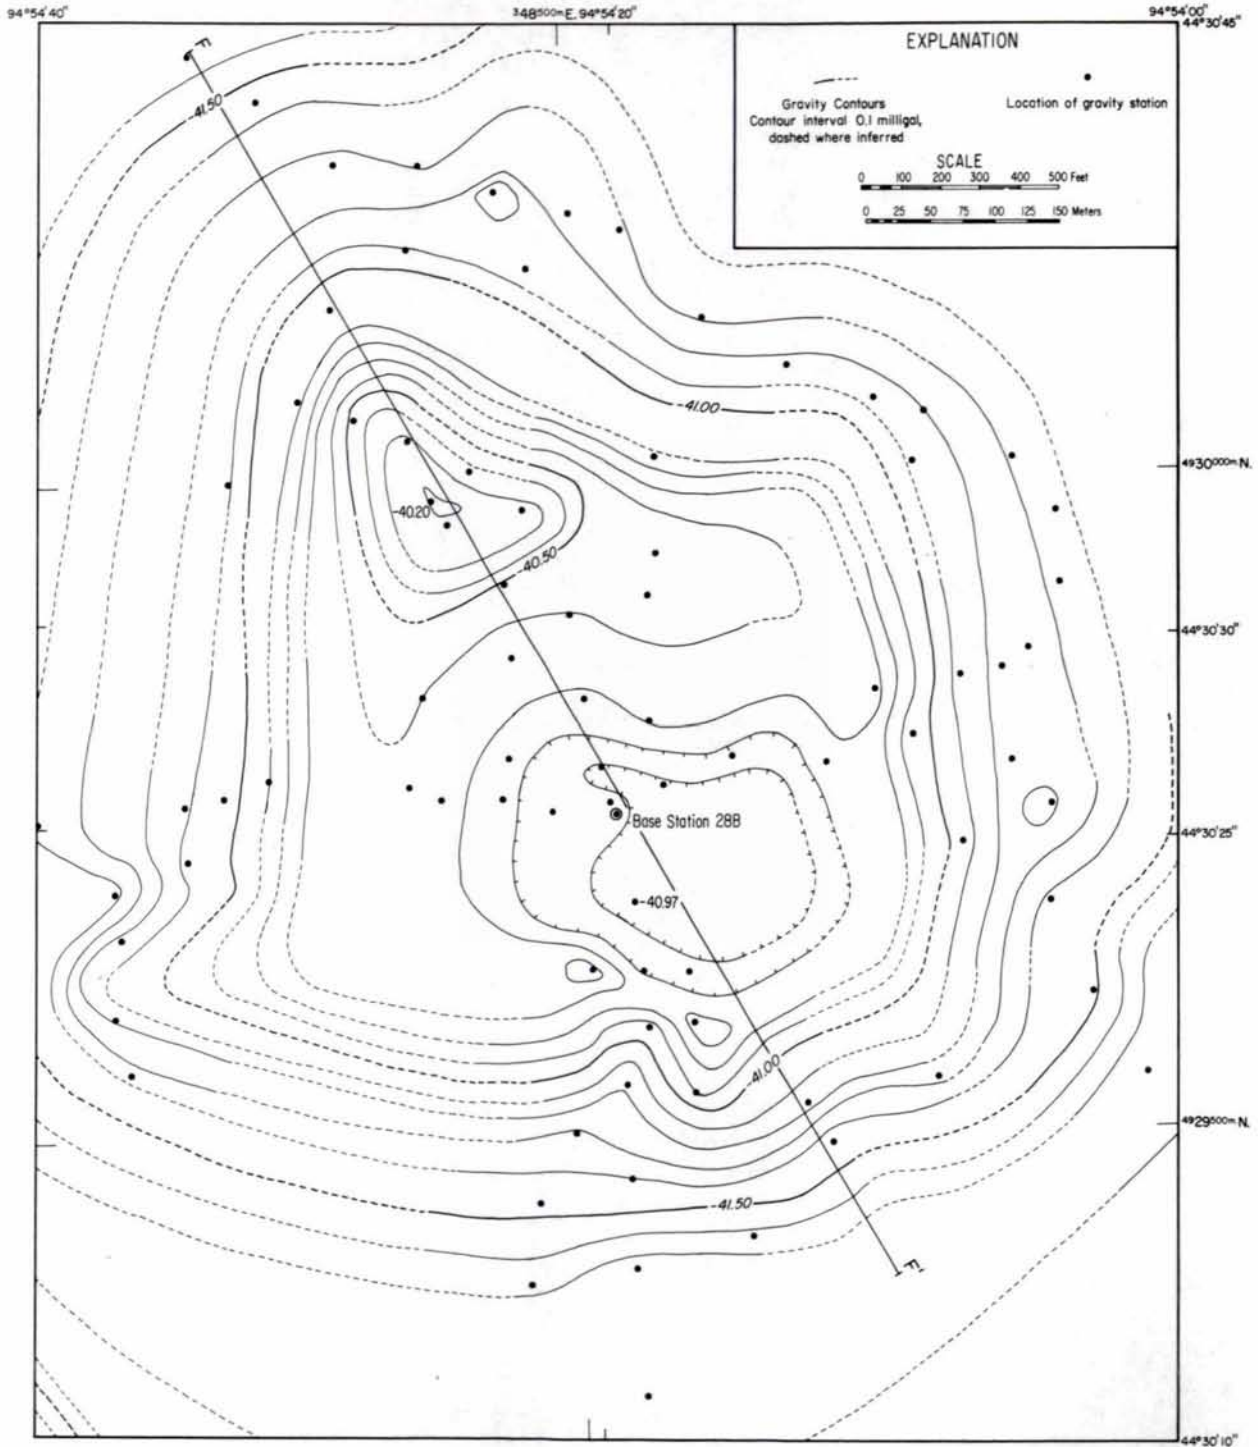 94°54'40"
348500m E. 94°54'20"
94°54'00"
44°30'45"
EXPLANATION
Gravity Contours
Contour interval 0.1 milligal,
dashed where inferred
Location of gravity station
SCALE
0 100 200 300 400 500 Feet
0 25 50 75 100 125 150 Meters
F
-41.50
-41.00
4930000m N.
-40.20
-40.50
44°30'30"
Base Station 28B
44°30'25"
-40.97
-41.00
4929500m N.
-41.50
F'
44°30'10"